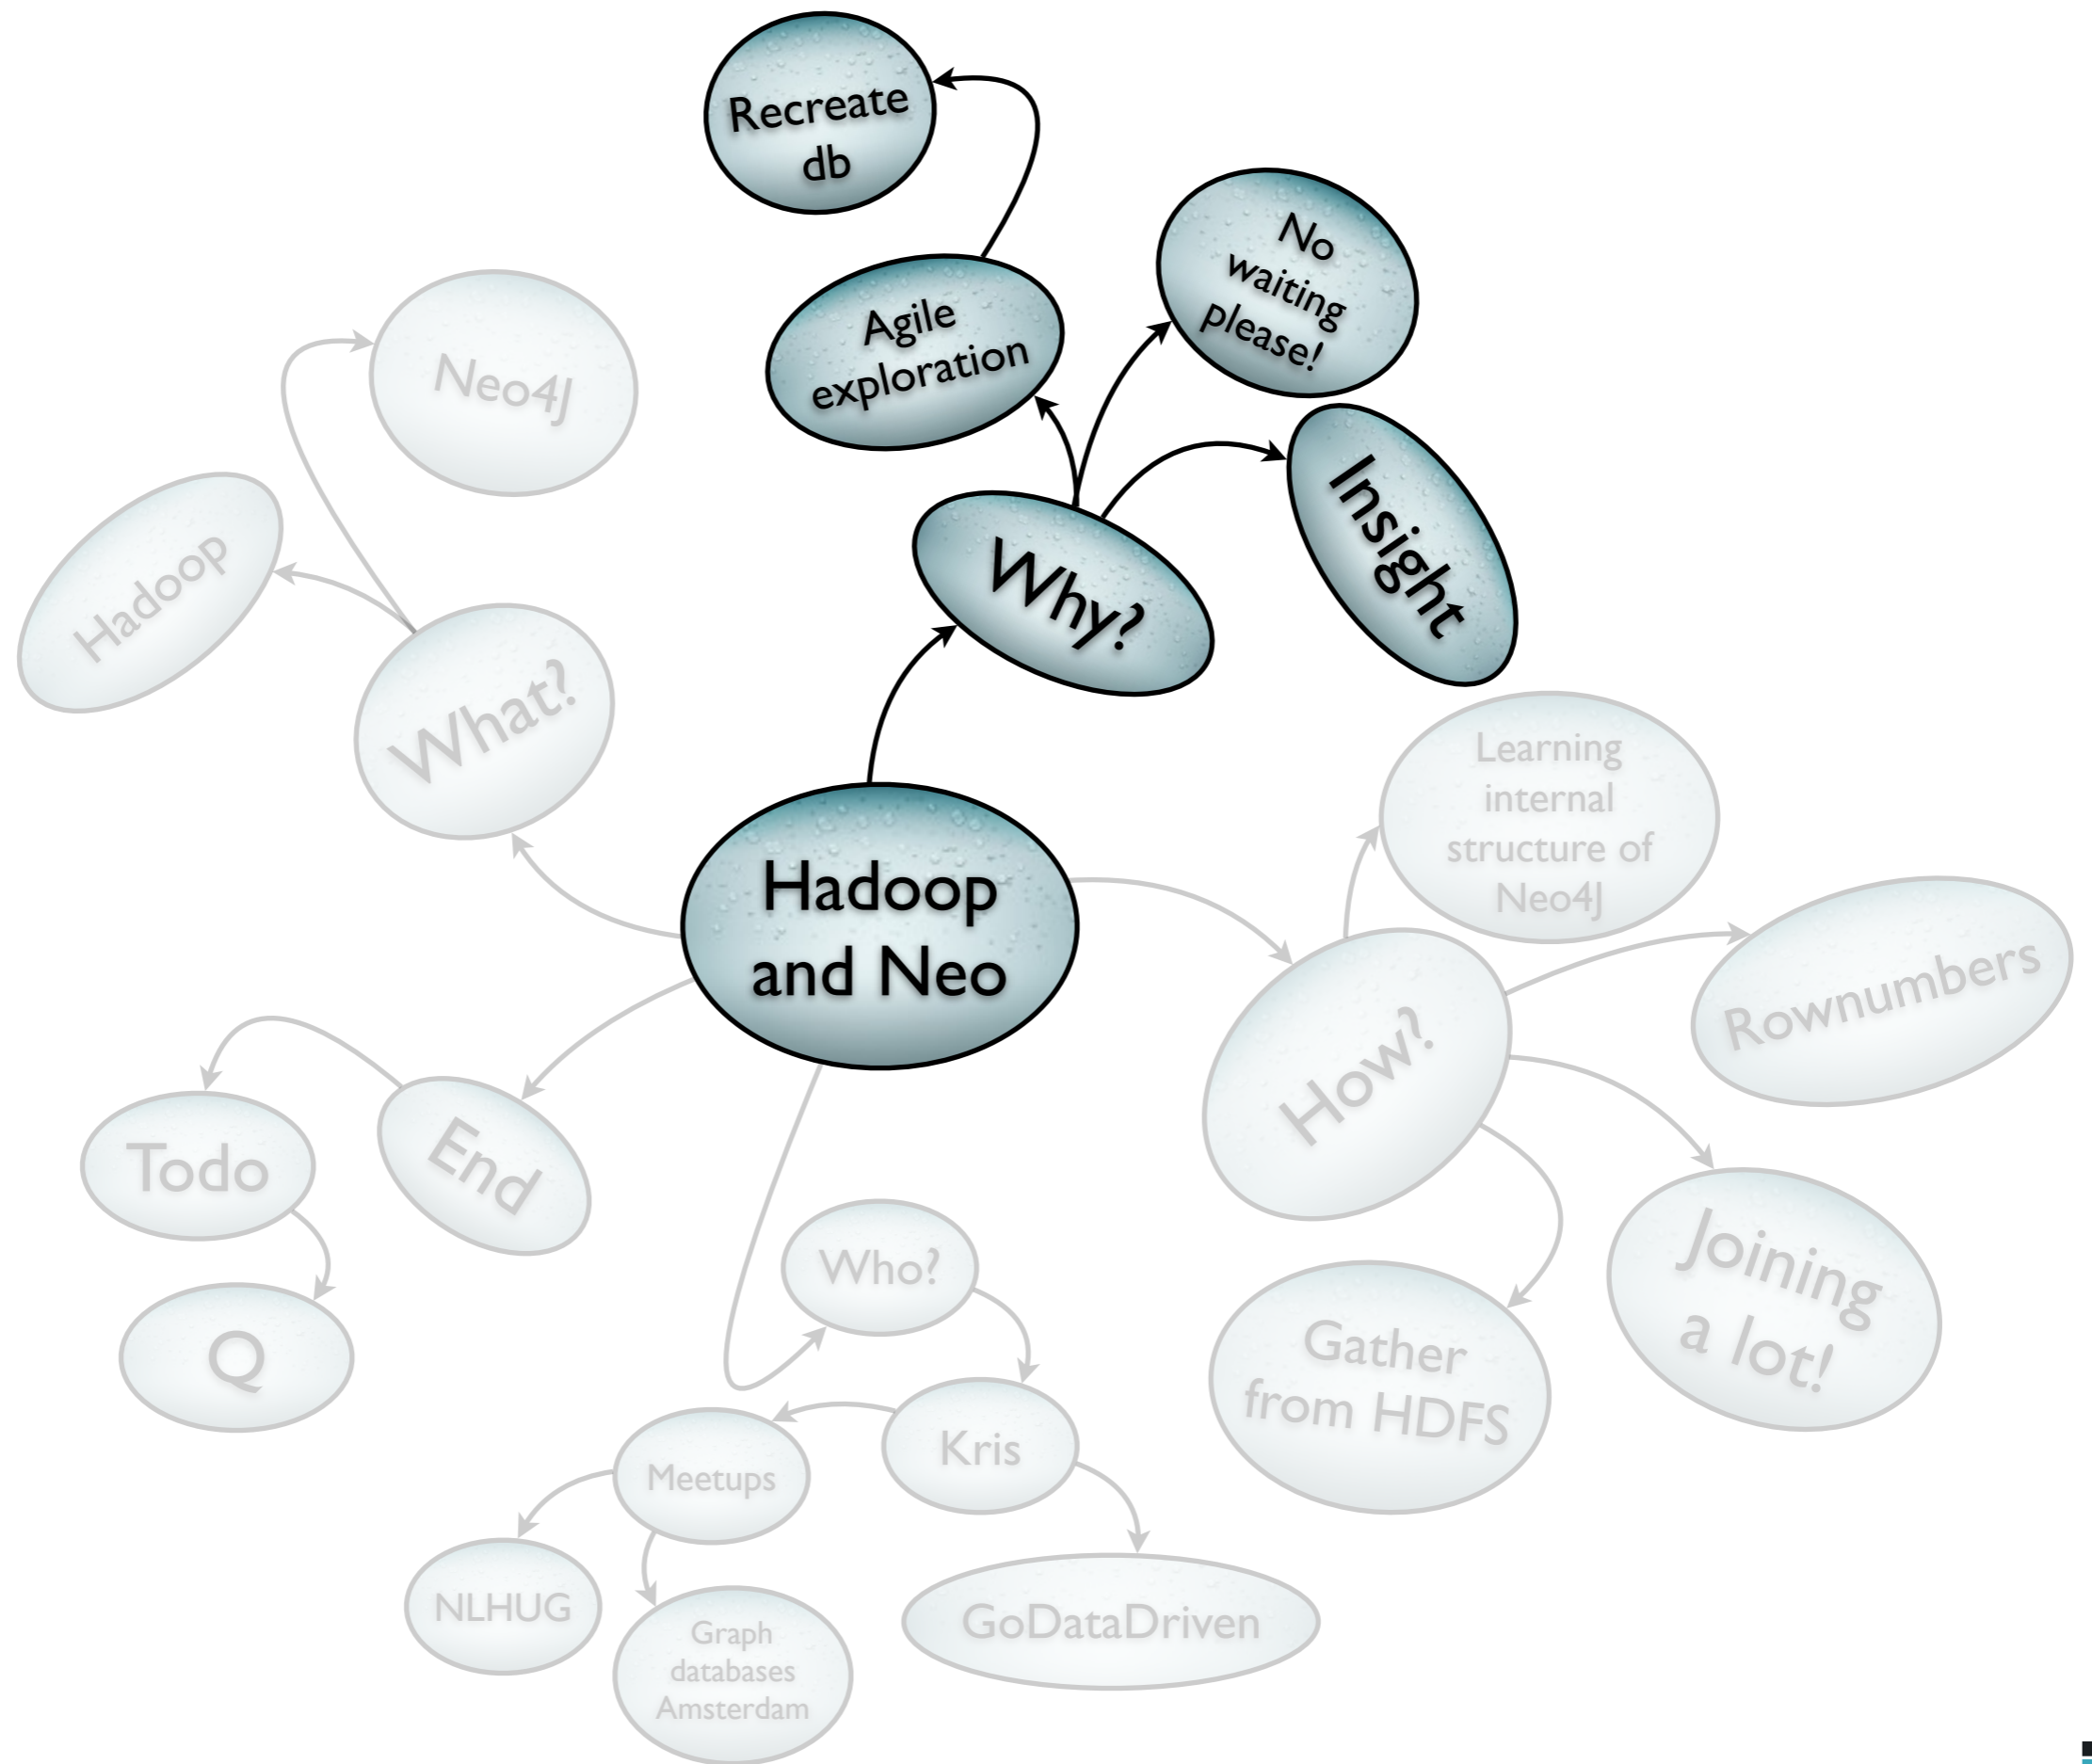 Recreate
db
No
waiting
please!
Agile
exploration
Neo4J
Insight
Hadoop
Why?
What?
Learning
internal
structure of
Neo4J
Hadoop
and Neo
Rownumbers
How?
Todo
End
Who?
Joining
a lot!
Q
Gather
from HDFS
Kris
Meetups
NLHUG
GoDataDriven
Graph
databases
Amsterdam